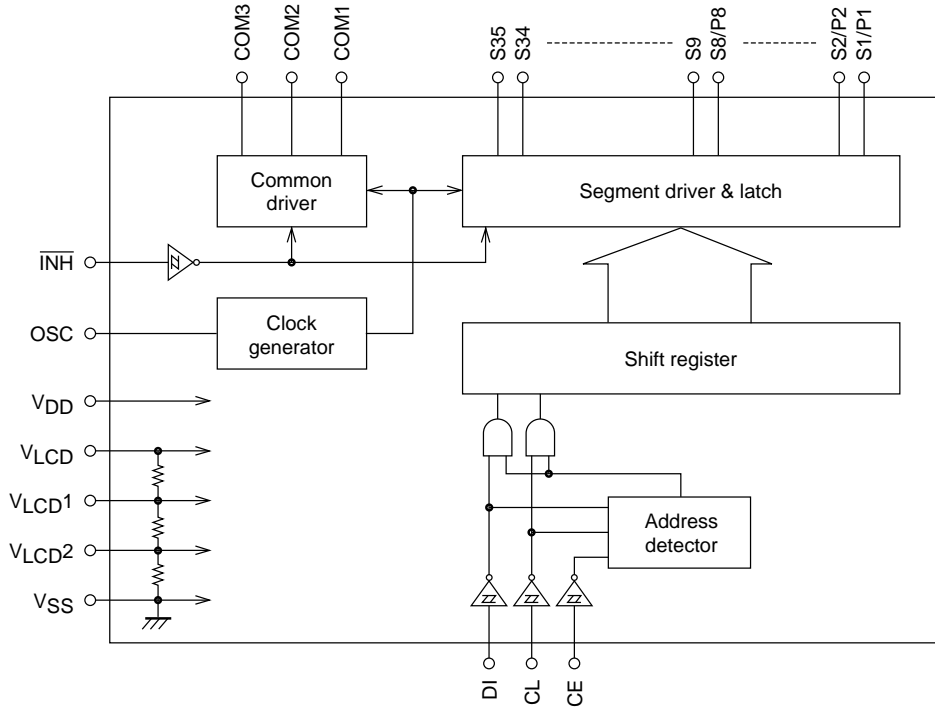 COM3
COM2
COM1
S35
S34
S9
S8/P8
S2/P2
S1/P1
Common
driver
Segment driver & latch
INH
OSC
Clock
generator
Shift register
VDD
VLCD
VLCD1
VLCD2
VSS
Address
detector
DI
CL
CE